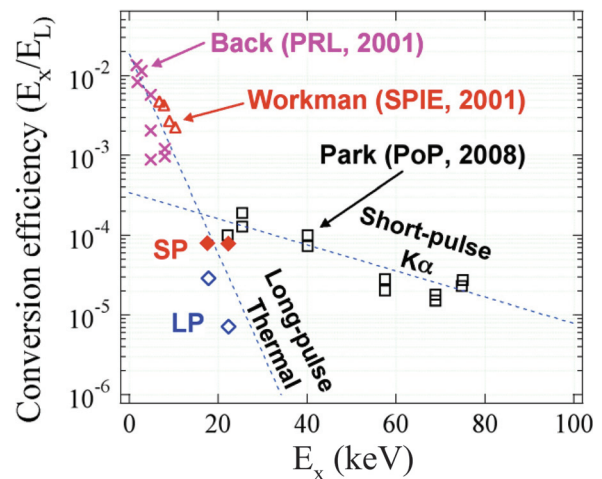 Conversion efficiency (Eₓ/E_L)
10⁻²
10⁻³
10⁻⁴
10⁻⁵
10⁻⁶
Back (PRL, 2001)
Workman (SPIE, 2001)
Park (PoP, 2008)
Short-pulse
Kα
SP
LP
Long-pulse
Thermal
0 20 40 60 80 100
Eₓ (keV)